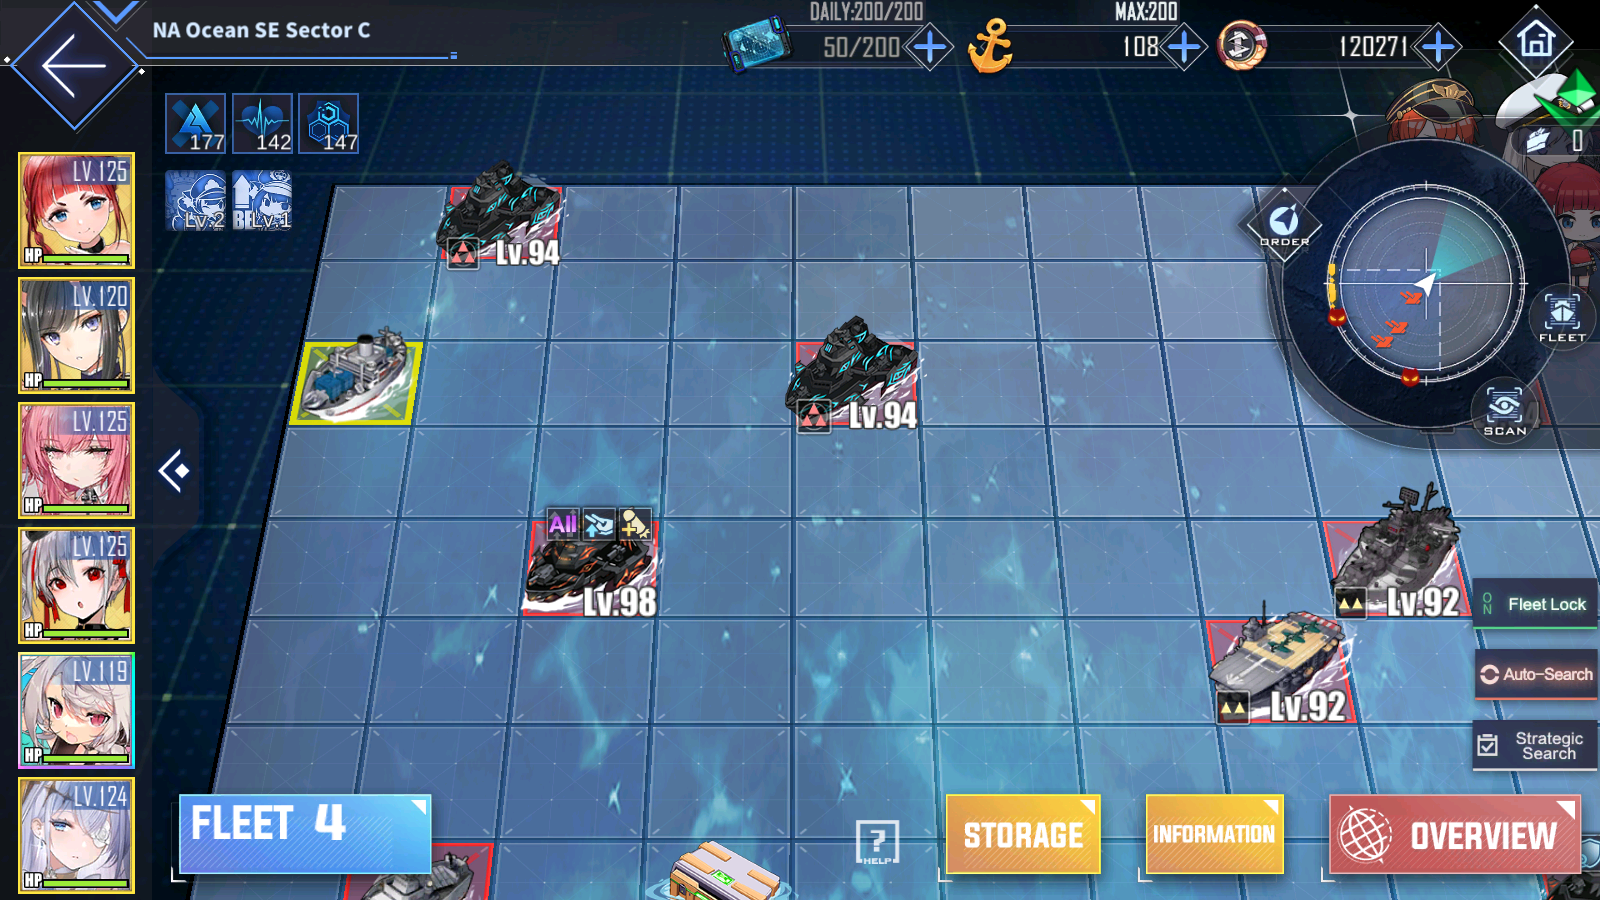 NA Ocean SE Sector C
DAILY:200/200
50/200
MAX:200
108
120271
177
142
147
0
Lv.2
BE
Lv.1
LV.125
HP
LV.120
HP
LV.125
HP
LV.125
HP
LV.119
HP
LV.124
HP
Lv.94
Lv.94
All
Lv.98
Lv.92
Lv.92
ORDER
FLEET
SCAN
ON
Fleet Lock
Auto-Search
Strategic
Search
FLEET 4
?
HELP
STORAGE
INFORMATION
OVERVIEW